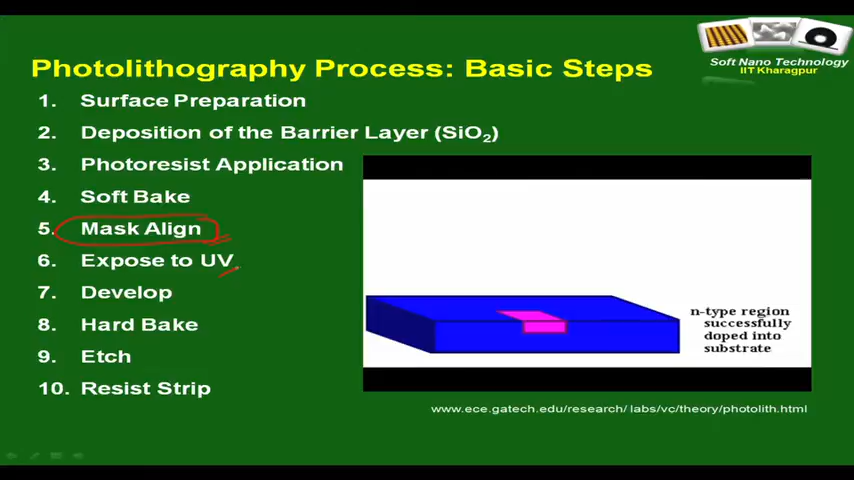 Soft Nano Technology
IIT Kharagpur
Photolithography Process: Basic Steps
1. Surface Preparation
2. Deposition of the Barrier Layer (SiO₂)
3. Photoresist Application
4. Soft Bake
5. Mask Align
6. Expose to UV
7. Develop
8. Hard Bake
9. Etch
10. Resist Strip
n-type region
successfully
doped into
substrate
www.ece.gatech.edu/research/ labs/vc/theory/photolith.html